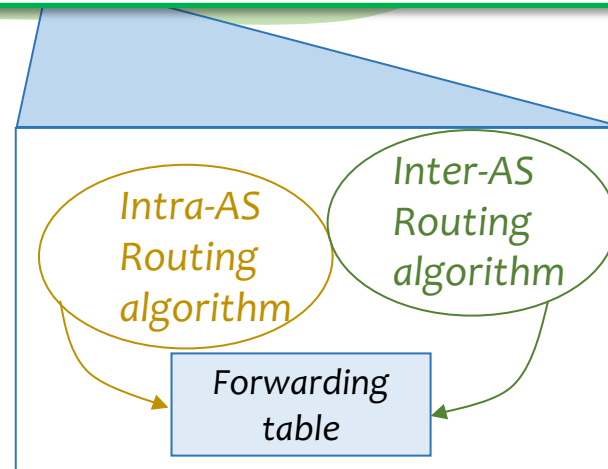 Intra-AS
Routing
algorithm
Inter-AS
Routing
algorithm
Forwarding
table